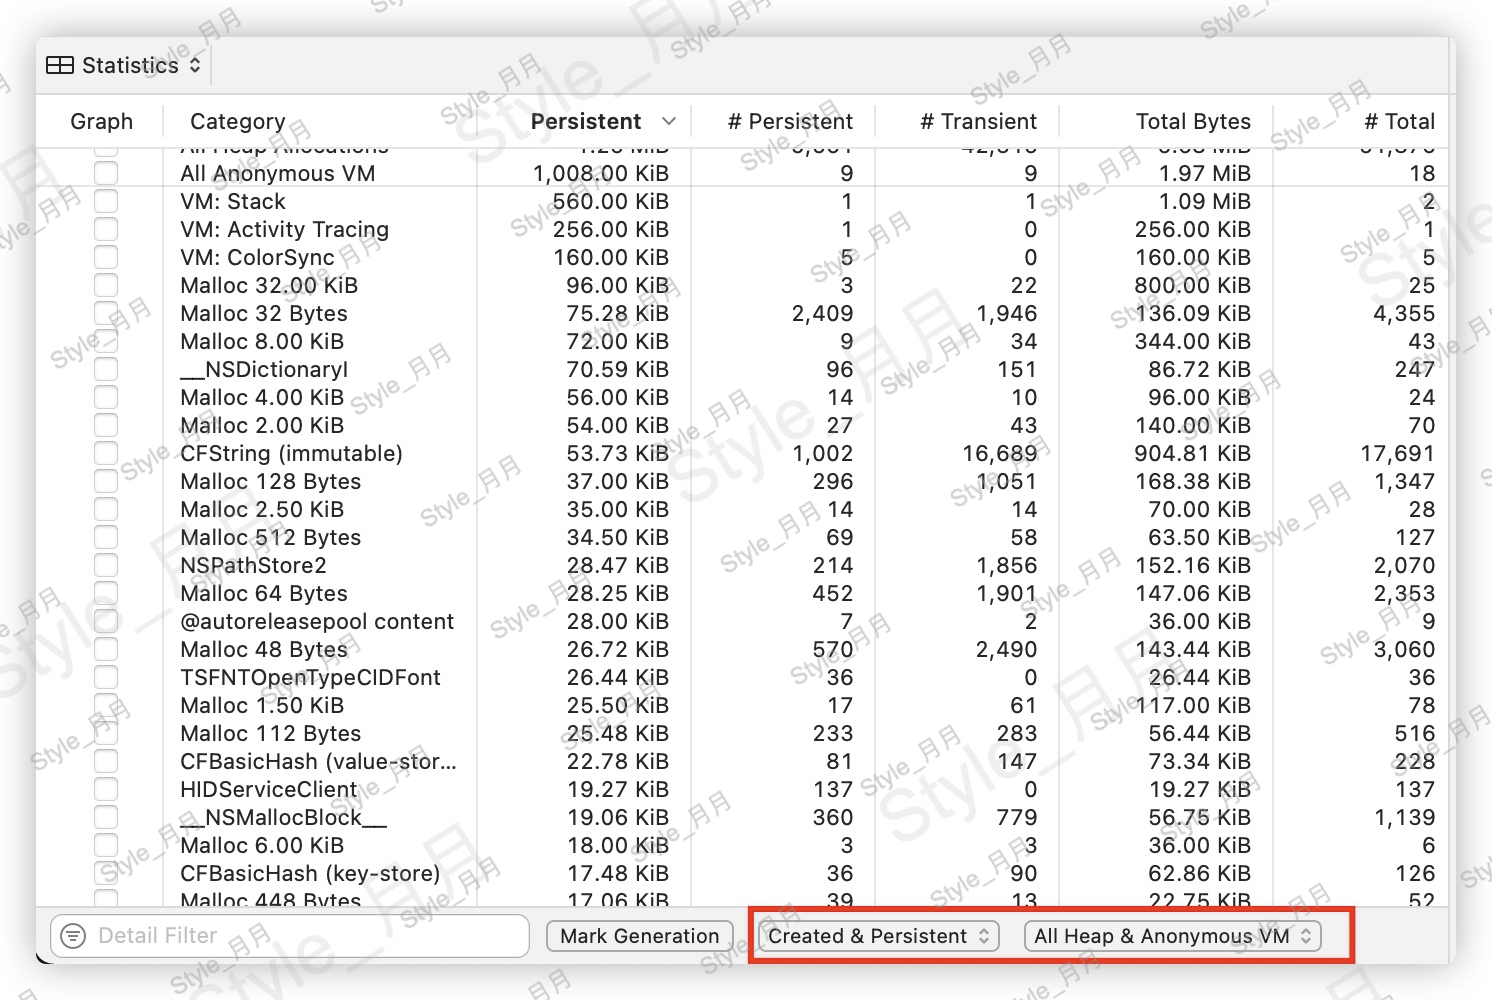 Statistics
Graph Category Persistent # Persistent # Transient Total Bytes # Total
All Heap Allocations
All Anonymous VM 1,008.00 KiB 9 9 1.97 MiB 18
VM: Stack 560.00 KiB 1 1 1.09 MiB 2
VM: Activity Tracing 256.00 KiB 1 0 256.00 KiB 1
VM: ColorSync 160.00 KiB 5 0 160.00 KiB 5
Malloc 32.00 KiB 96.00 KiB 3 22 800.00 KiB 25
Malloc 32 Bytes 75.28 KiB 2,409 1,946 136.09 KiB 4,355
Malloc 8.00 KiB 72.00 KiB 9 34 344.00 KiB 43
__NSDictionaryI 70.59 KiB 96 151 86.72 KiB 247
Malloc 4.00 KiB 56.00 KiB 14 10 96.00 KiB 24
Malloc 2.00 KiB 54.00 KiB 27 43 140.00 KiB 70
CFString (immutable) 53.73 KiB 1,002 16,689 904.81 KiB 17,691
Malloc 128 Bytes 37.00 KiB 296 1,051 168.38 KiB 1,347
Malloc 2.50 KiB 35.00 KiB 14 14 70.00 KiB 28
Malloc 512 Bytes 34.50 KiB 69 58 63.50 KiB 127
NSPathStore2 28.47 KiB 214 1,856 152.16 KiB 2,070
Malloc 64 Bytes 28.25 KiB 452 1,901 147.06 KiB 2,353
@autoreleasepool content 28.00 KiB 7 2 36.00 KiB 9
Malloc 48 Bytes 26.72 KiB 570 2,490 143.44 KiB 3,060
TSFNTOpenTypeCIDFont 26.44 KiB 36 0 26.44 KiB 36
Malloc 1.50 KiB 25.50 KiB 17 61 117.00 KiB 78
Malloc 112 Bytes 25.48 KiB 233 283 56.44 KiB 516
CFBasicHash (value-stor... 22.78 KiB 81 147 73.34 KiB 228
HIDServiceClient 19.27 KiB 137 0 19.27 KiB 137
__NSMallocBlock__ 19.06 KiB 360 779 56.75 KiB 1,139
Malloc 6.00 KiB 18.00 KiB 3 3 36.00 KiB 6
CFBasicHash (key-store) 17.48 KiB 36 90 62.86 KiB 126
Malloc 448 Bytes 17.06 KiB 39 13 22.75 KiB 52
Detail Filter Mark Generation Created & Persistent All Heap & Anonymous VM
Style_月月